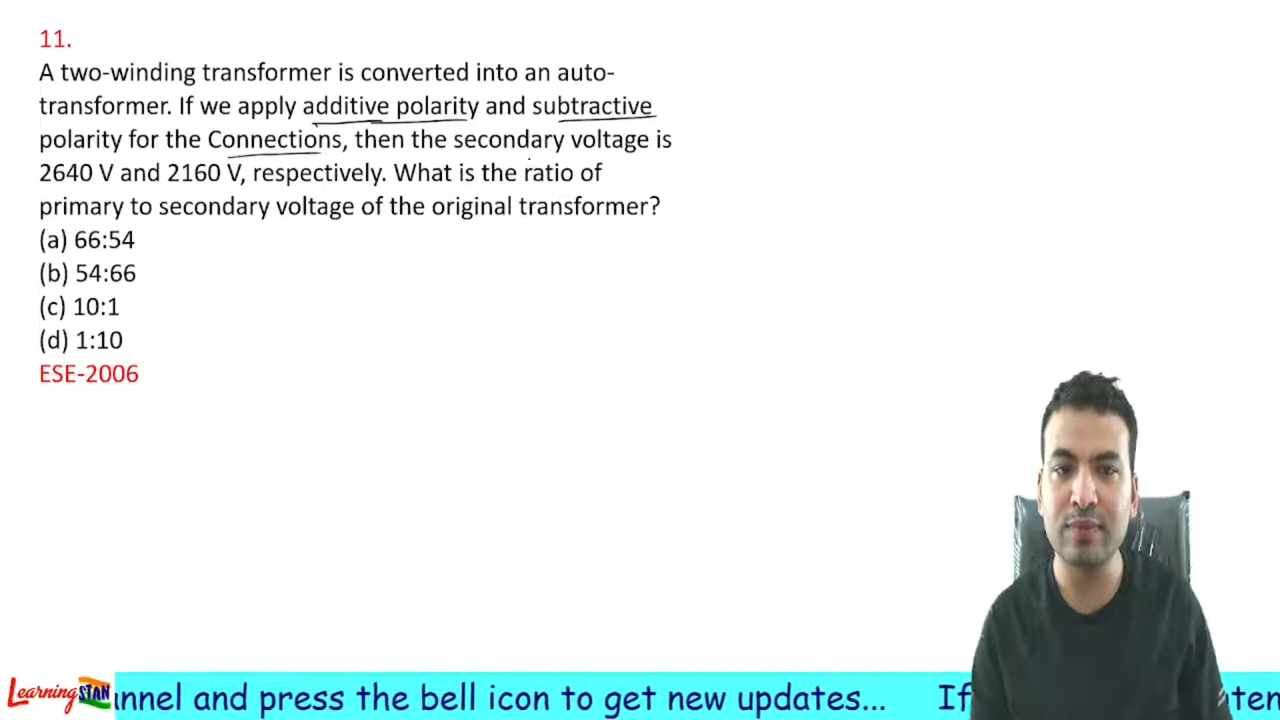 11.
A two-winding transformer is converted into an auto-
transformer. If we apply additive polarity and subtractive
polarity for the Connections, then the secondary voltage is
2640 V and 2160 V, respectively. What is the ratio of
primary to secondary voltage of the original transformer?
(a) 66:54
(b) 54:66
(c) 10:1
(d) 1:10
ESE-2006
LearningSTAN
annel and press the bell icon to get new updates... If